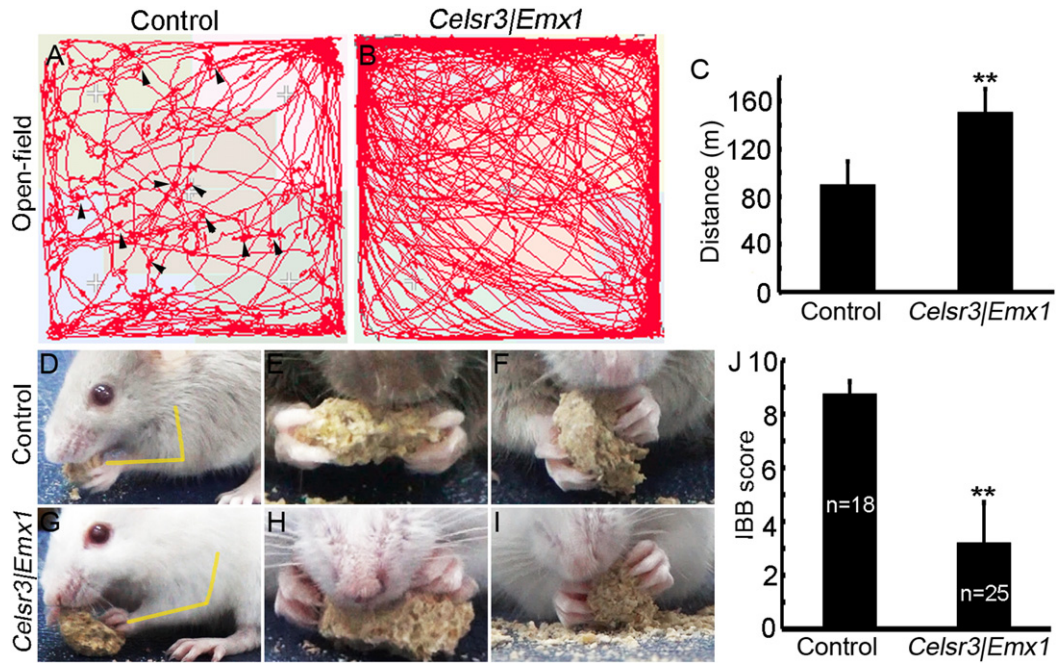 Control
Celsr3|Emx1
Open-field
A
B
C
Distance (m)
160
120
80
40
0
**
Control
Celsr3|Emx1
Control
D
E
F
Celsr3|Emx1
G
H
I
J
IBB score
10
8
6
4
2
0
n=18
**
n=25
Control
Celsr3|Emx1